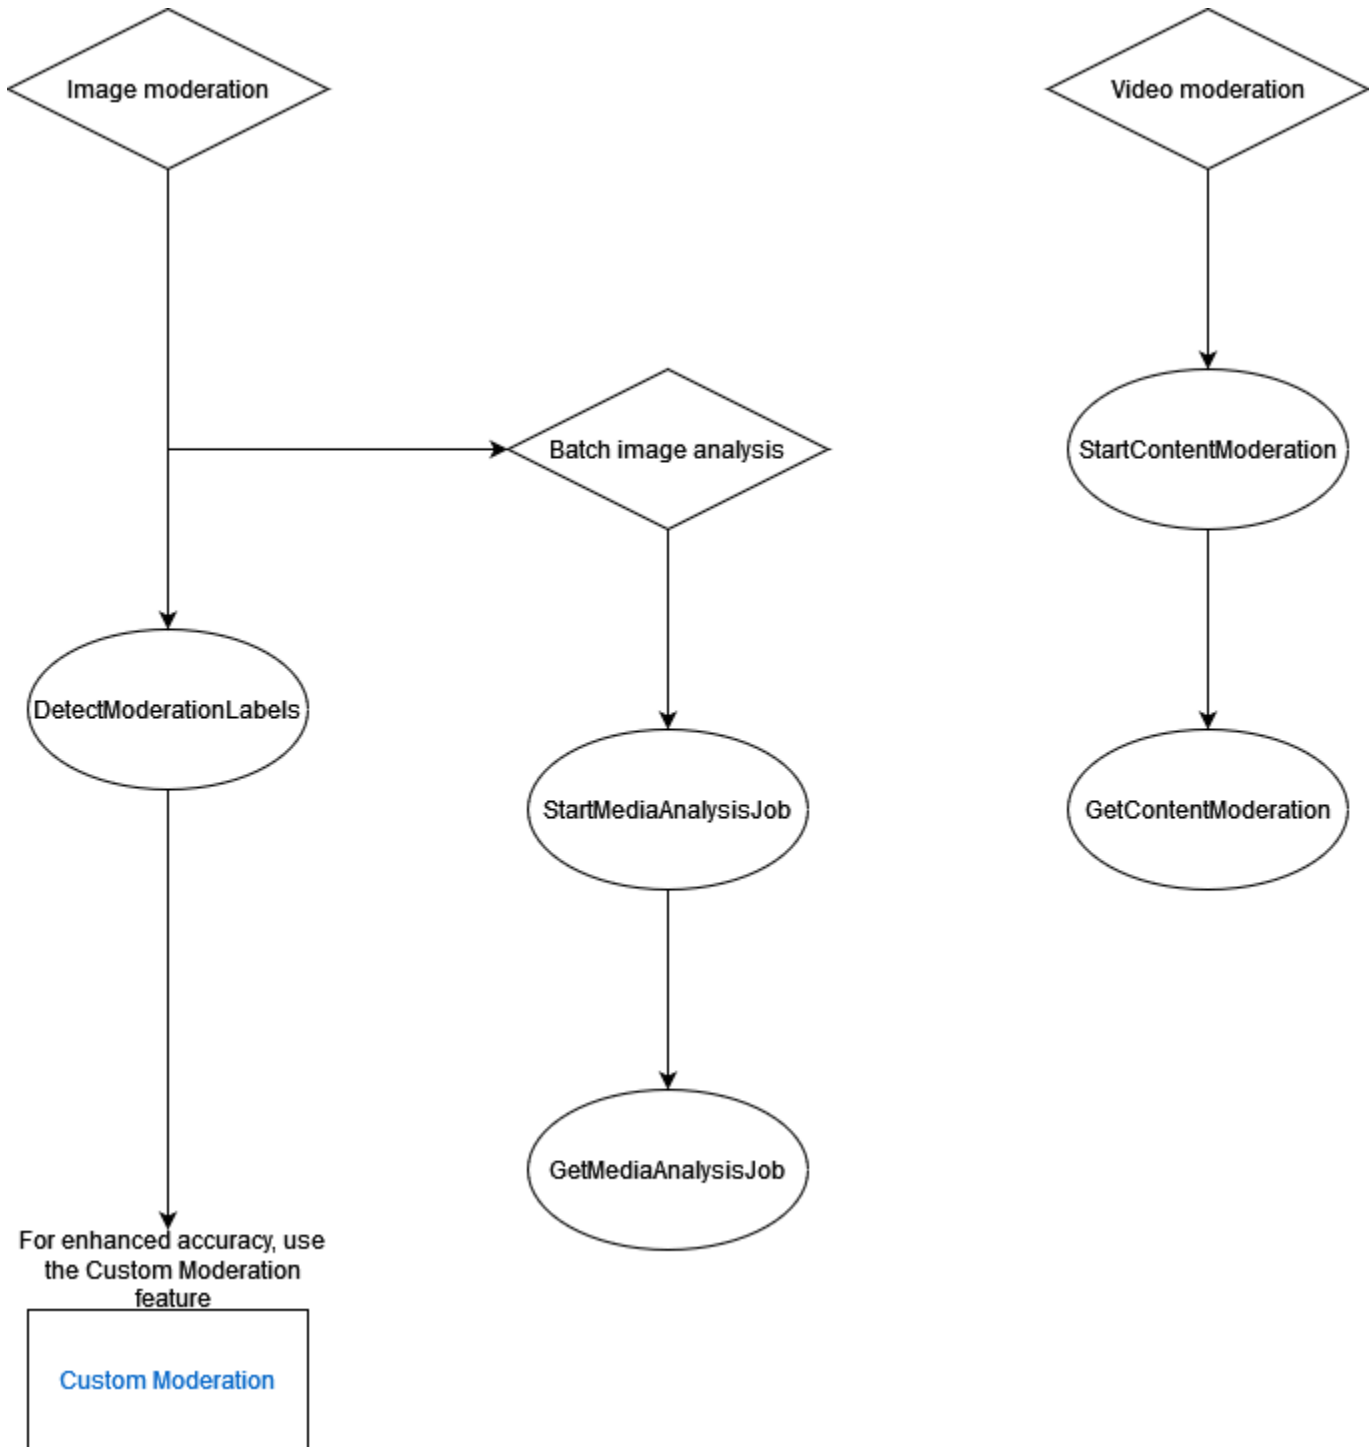 Image moderation
Video moderation
Batch image analysis
StartContentModeration
DetectModerationLabels
StartMediaAnalysisJob
GetContentModeration
GetMediaAnalysisJob
For enhanced accuracy, use
the Custom Moderation
feature
Custom Moderation